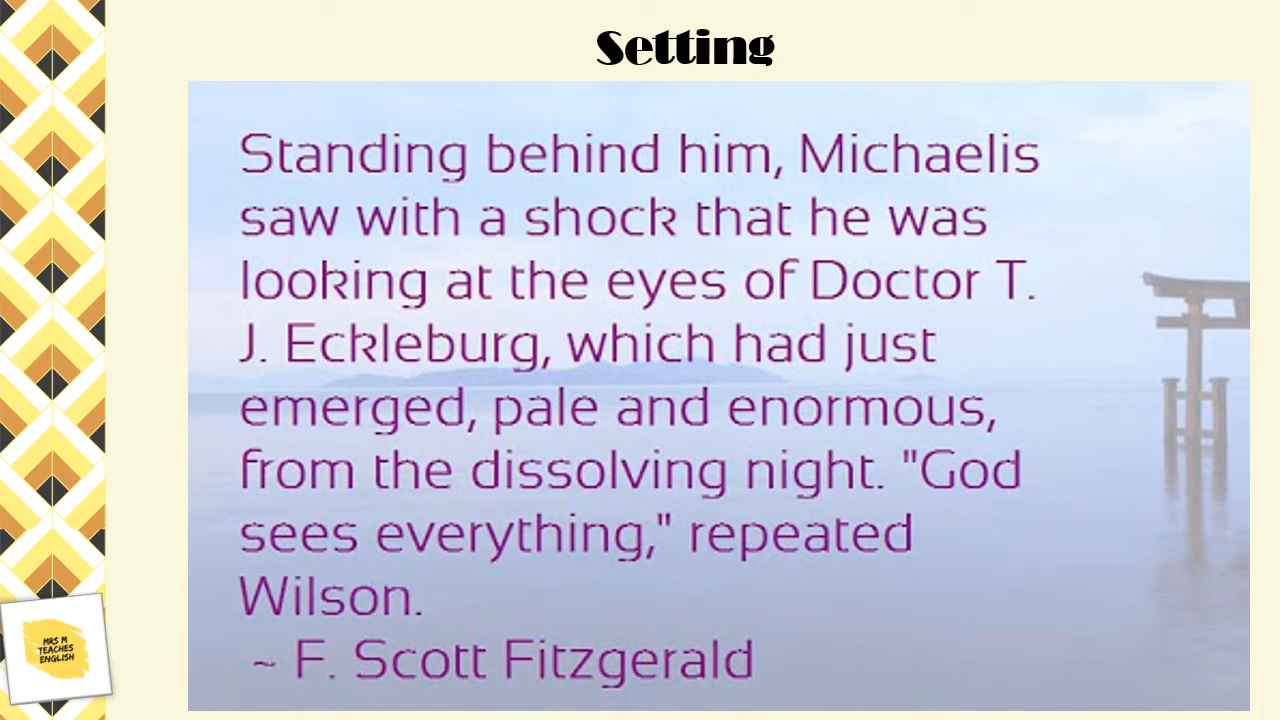 Setting
Standing behind him, Michaelis
saw with a shock that he was
looking at the eyes of Doctor T.
J. Eckleburg, which had just
emerged, pale and enormous,
from the dissolving night. "God
sees everything," repeated
Wilson.
~ F. Scott Fitzgerald
MRS M
TEACHES
ENGLISH